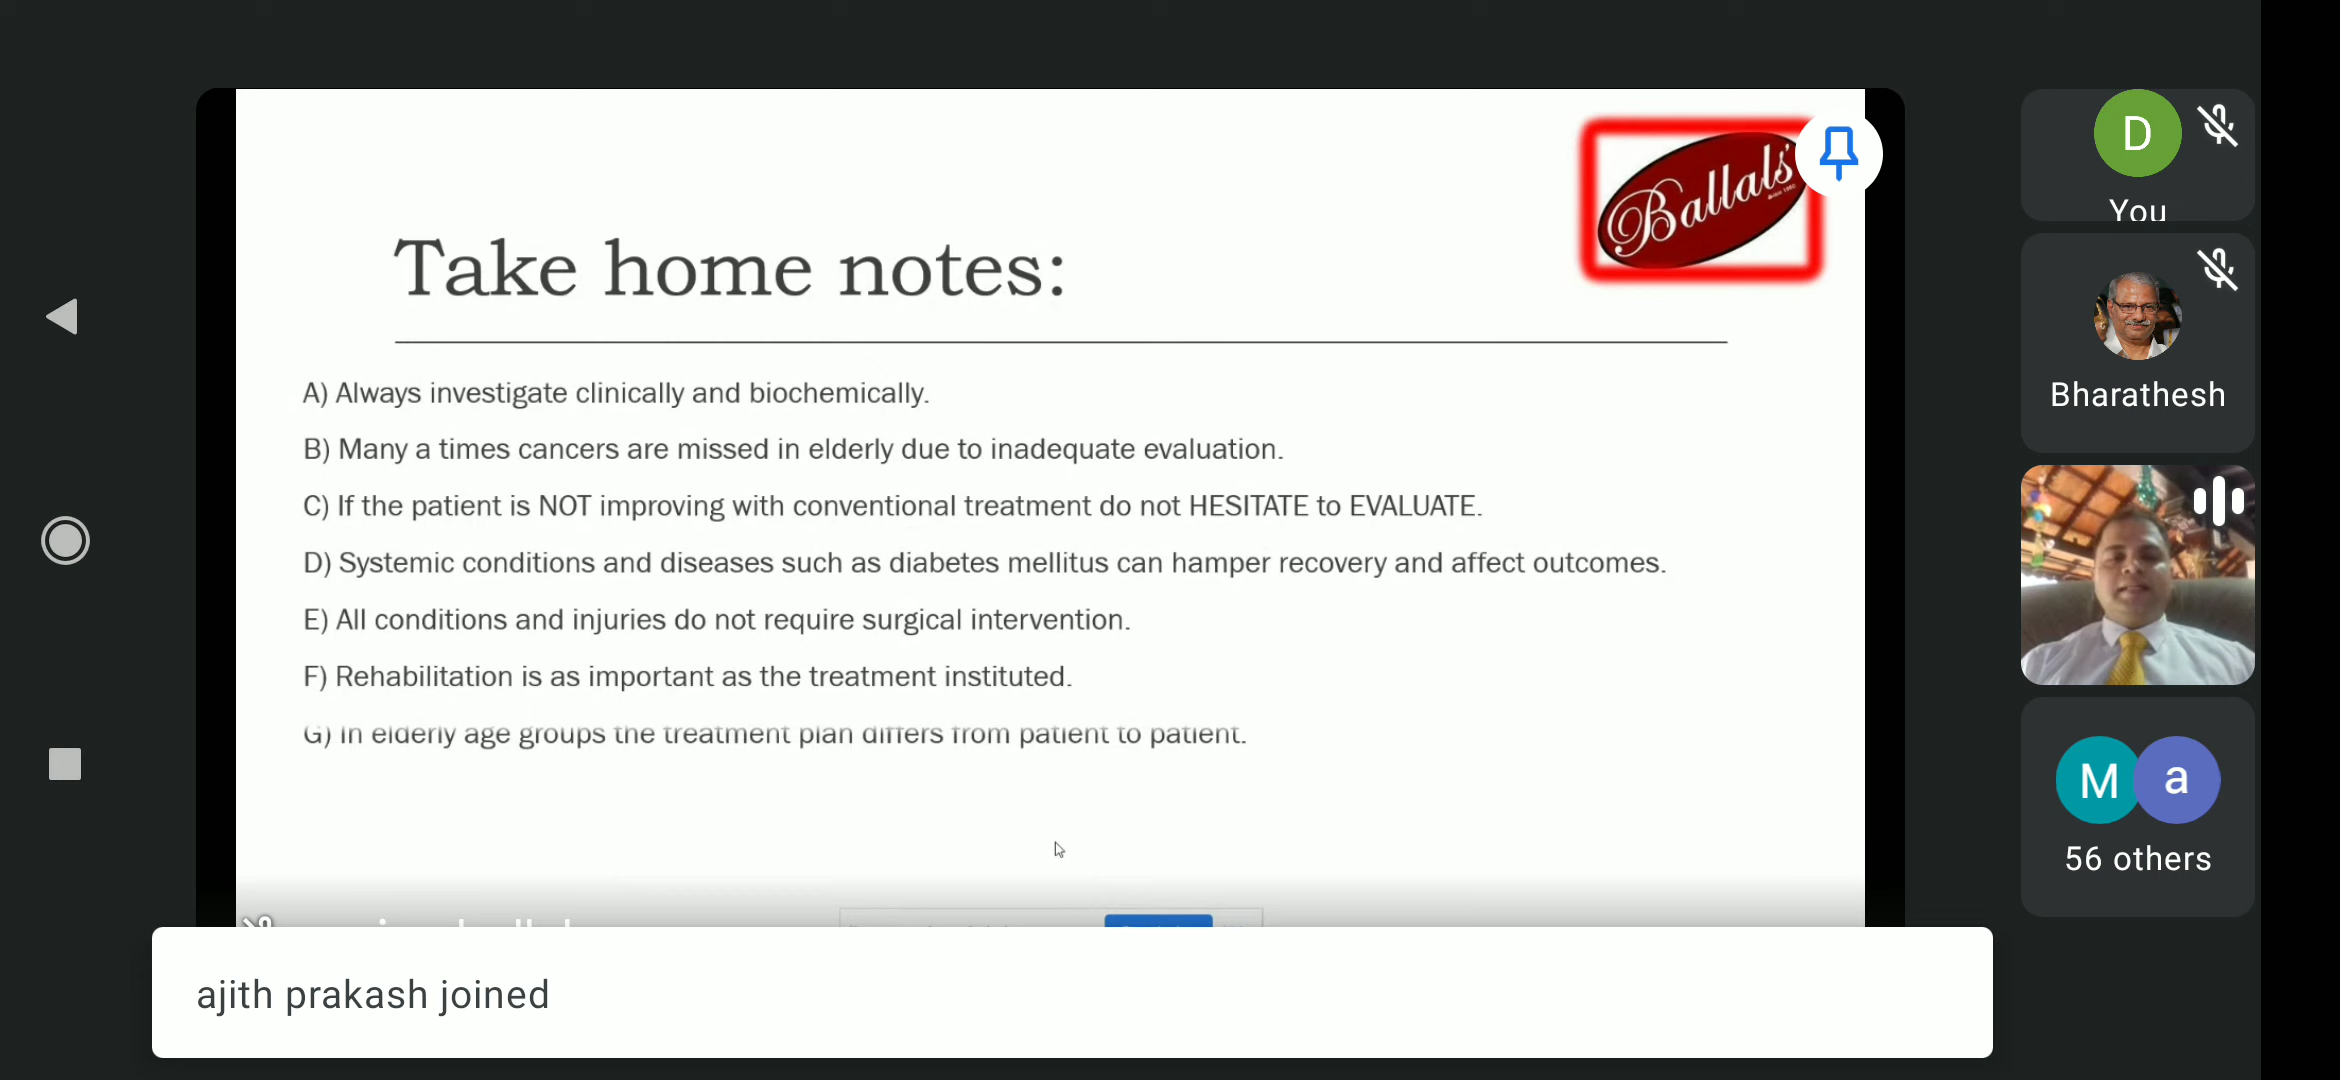 Ballals'
Take home notes:
A) Always investigate clinically and biochemically.
B) Many a times cancers are missed in elderly due to inadequate evaluation.
C) If the patient is NOT improving with conventional treatment do not HESITATE to EVALUATE.
D) Systemic conditions and diseases such as diabetes mellitus can hamper recovery and affect outcomes.
E) All conditions and injuries do not require surgical intervention.
F) Rehabilitation is as important as the treatment instituted.
G) In elderly age groups the treatment plan differs from patient to patient.
D
You
Bharathesh
M a
56 others
ajith prakash joined